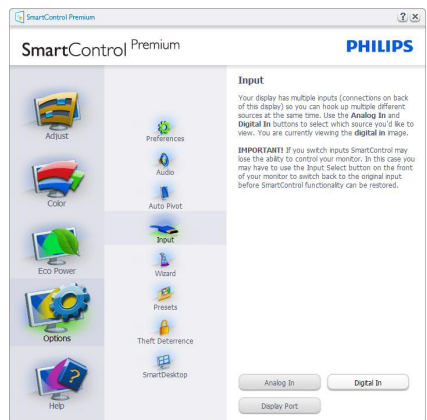 SmartControl Premium
SmartControl Premium
PHILIPS
Adjust
Color
Eco Power
Options
Help
Preferences
Audio
Auto Pivot
Input
Wizard
Presets
Theft Deterrence
SmartDesktop
Input
Your display has multiple inputs (connections on back
of this display) so you can hook up multiple different
sources at the same time. Use the Analog In and
Digital In buttons to select which source you'd like to
view. You are currently viewing the digital in image.
IMPORTANT! If you switch inputs SmartControl may
lose the ability to control your monitor. In this case you
may have to use the Input Select button on the front
of your monitor to switch back to the original input
before SmartControl functionality can be restored.
Analog In
Digital In
Display Port